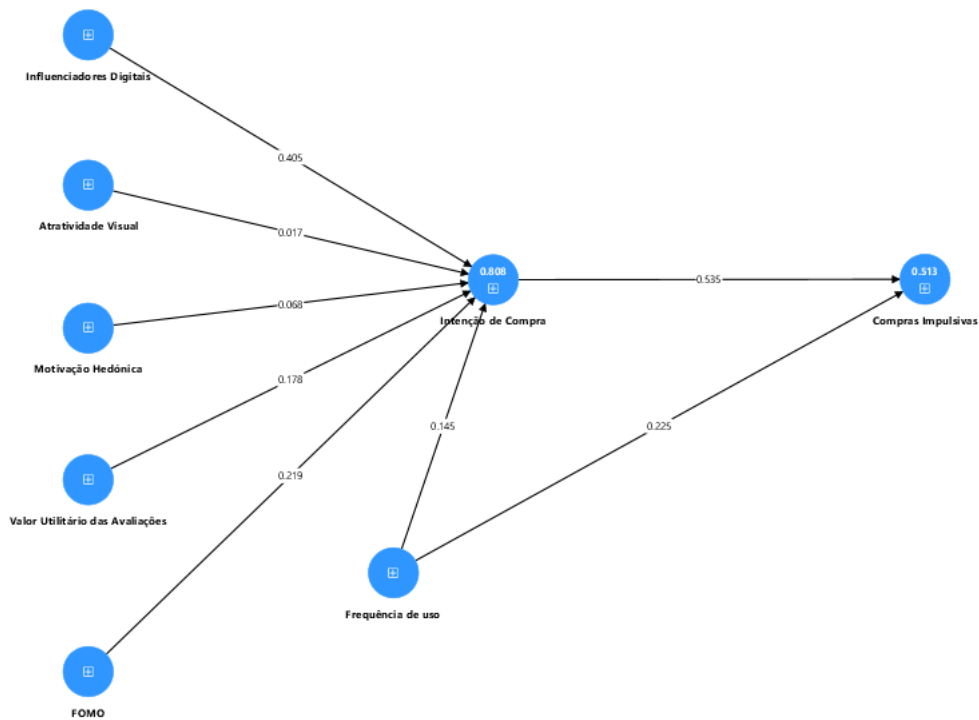 Influenciadores Digitais
0.405
Atratividade Visual
0.017
0.808
0.535
0.513
Intenção de Compra
Compras Impulsivas
0.068
Motivação Hedónica
0.178
0.145
0.225
0.219
Valor Utilitário das Avaliações
Frequência de uso
FOMO